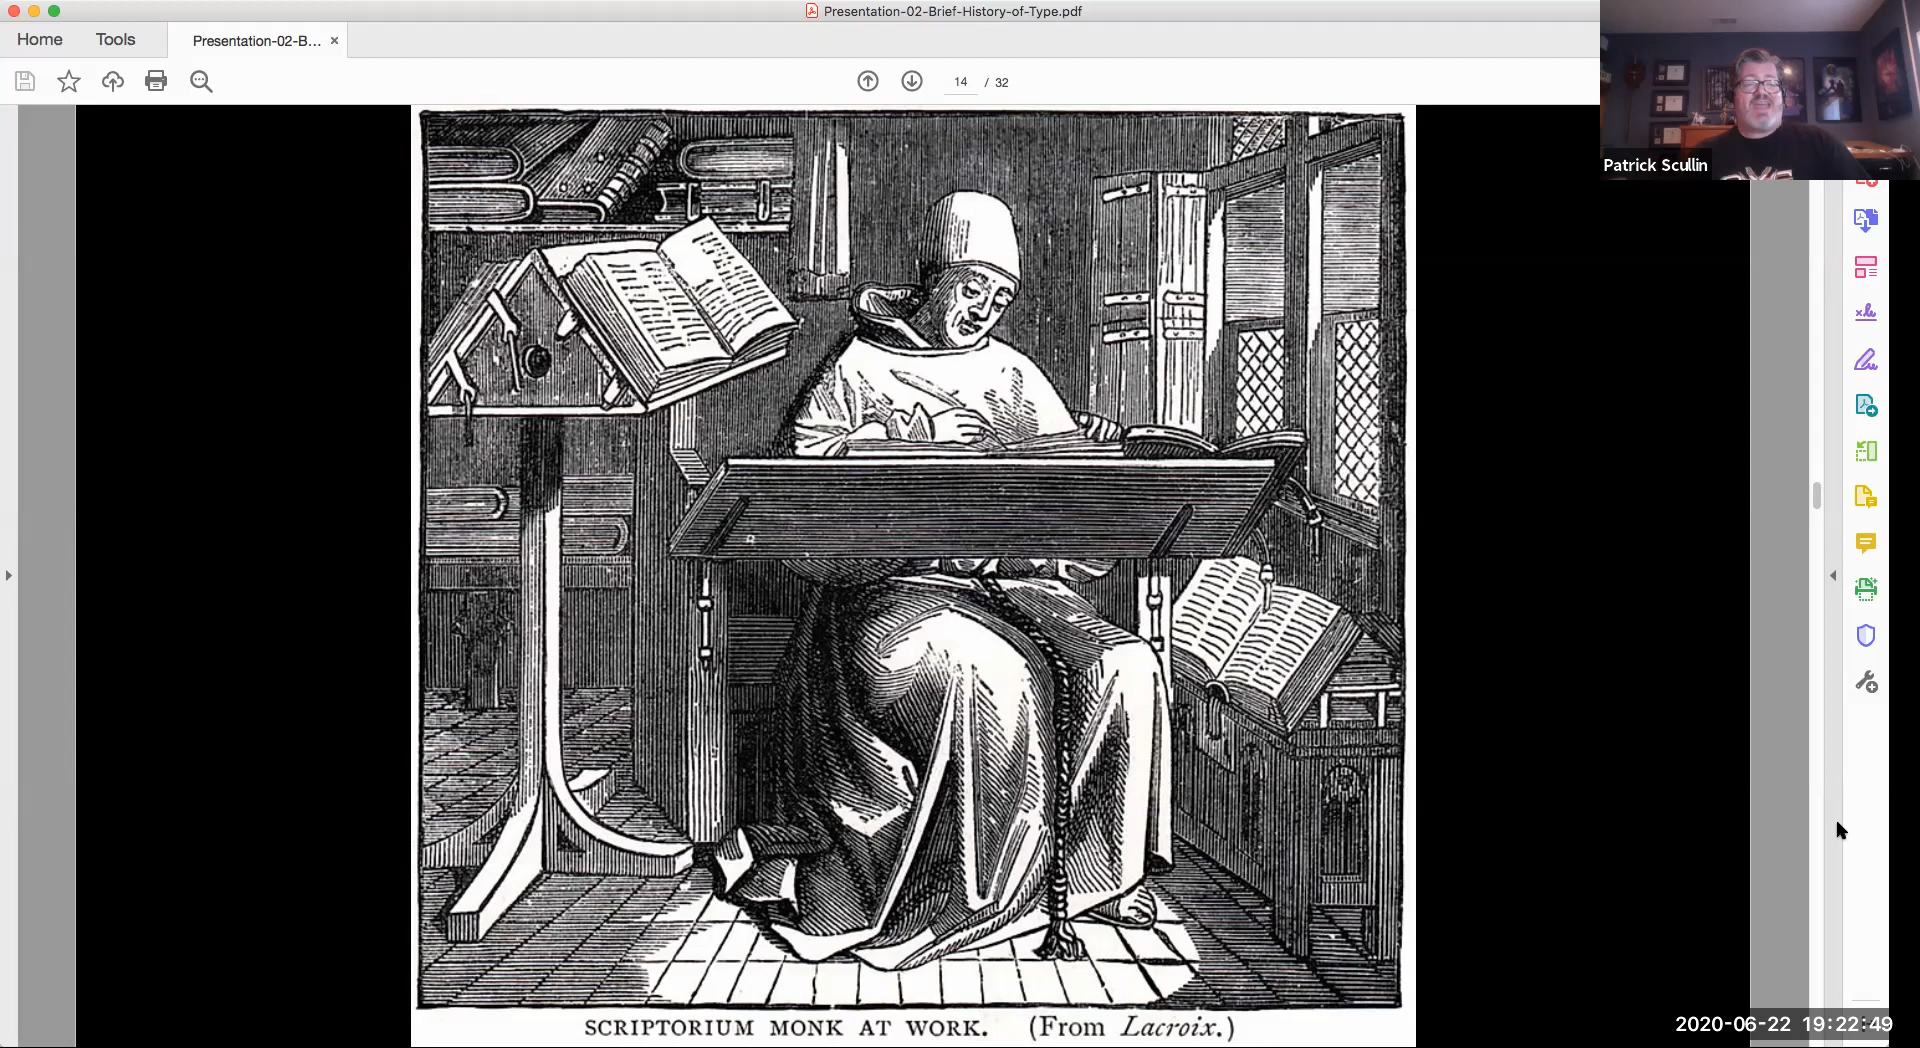 Presentation-02-Brief-History-of-Type.pdf
Home Tools Presentation-02-B... ×
14 / 32
Patrick Scullin
SCRIPTORIUM MONK AT WORK. (From Lacroix.)
2020-06-22 19:22:49